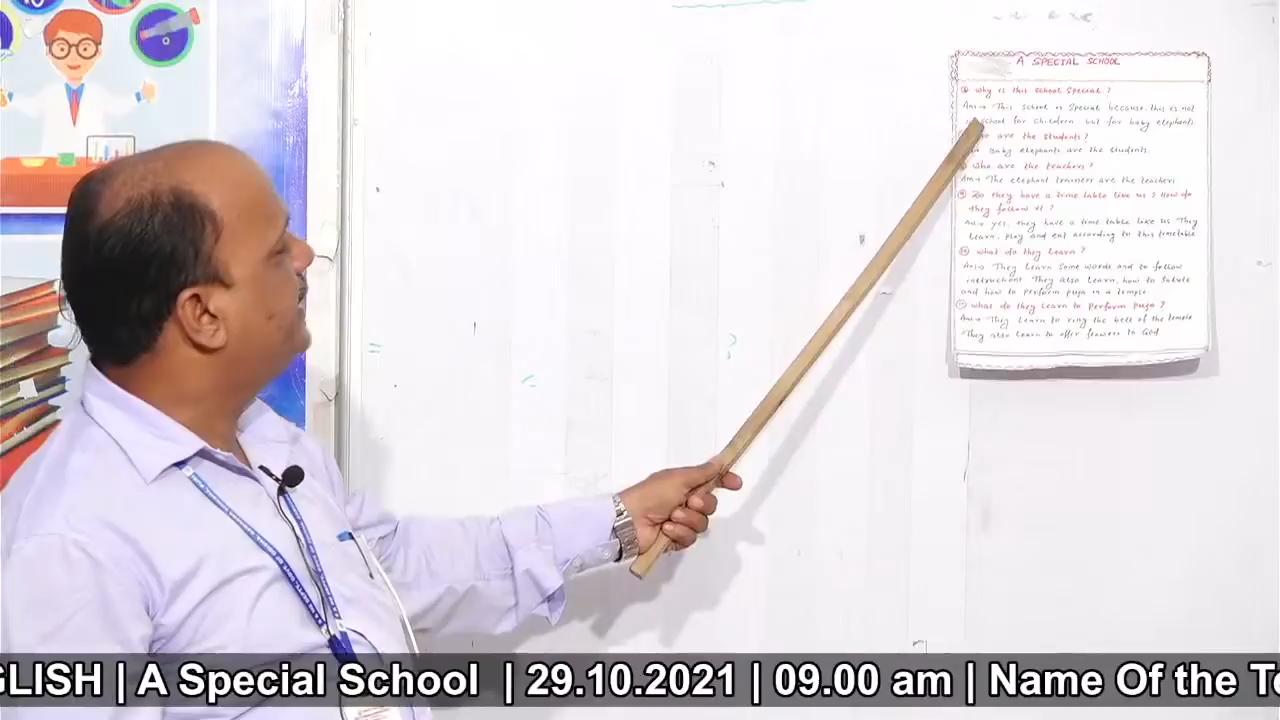 A SPECIAL SCHOOL
Why is this school Special ?
Ans→ This school is Special because this is not
school for children but for baby elephants.
are the students ?
Baby elephants are the students.
Who are the teachers ?
Ans→ The elephant trainers are the teachers
Do they have a time table like us ? How do
they follow it ?
Ans→ yes, they have a time table like us They
Learn, play and eat according to this timetable
What do they Learn ?
Ans→ They Learn some words and to follow
instructions They also Learn, how to salute
and how to perform puja in a temple
What do they Learn to perform puja ?
Ans→ They Learn to ring the bell of the temple
They also Learn to offer flowers to God
GLISH | A Special School | 29.10.2021 | 09.00 am | Name Of the Te